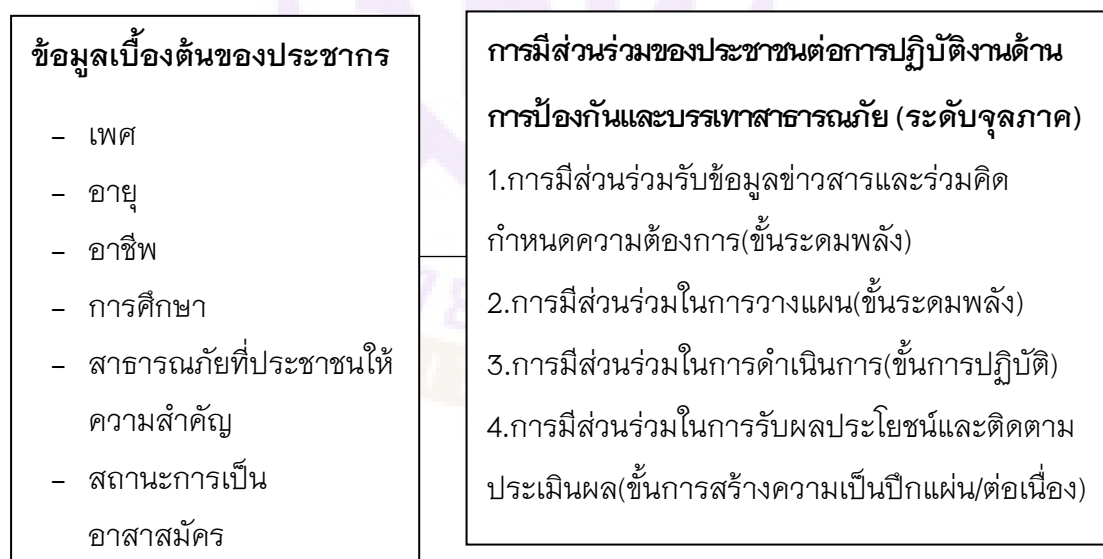 ข้อมูลเบื้องต้นของประชากร
– เพศ
– อายุ
– อาชีพ
– การศึกษา
– สาธารณภัยที่ประชาชนให้
ความสำคัญ
– สถานะการเป็น
อาสาสมัคร
การมีส่วนร่วมของประชาชนต่อการปฏิบัติงานด้าน
การป้องกันและบรรเทาสาธารณภัย (ระดับจุลภาค)
1.การมีส่วนร่วมรับข้อมูลข่าวสารและร่วมคิด
กำหนดความต้องการ(ขั้นระดมพลัง)
2.การมีส่วนร่วมในการวางแผน(ขั้นระดมพลัง)
3.การมีส่วนร่วมในการดำเนินการ(ขั้นการปฏิบัติ)
4.การมีส่วนร่วมในการรับผลประโยชน์และติดตาม
ประเมินผล(ขั้นการสร้างความเป็นปึกแผ่น/ต่อเนื่อง)